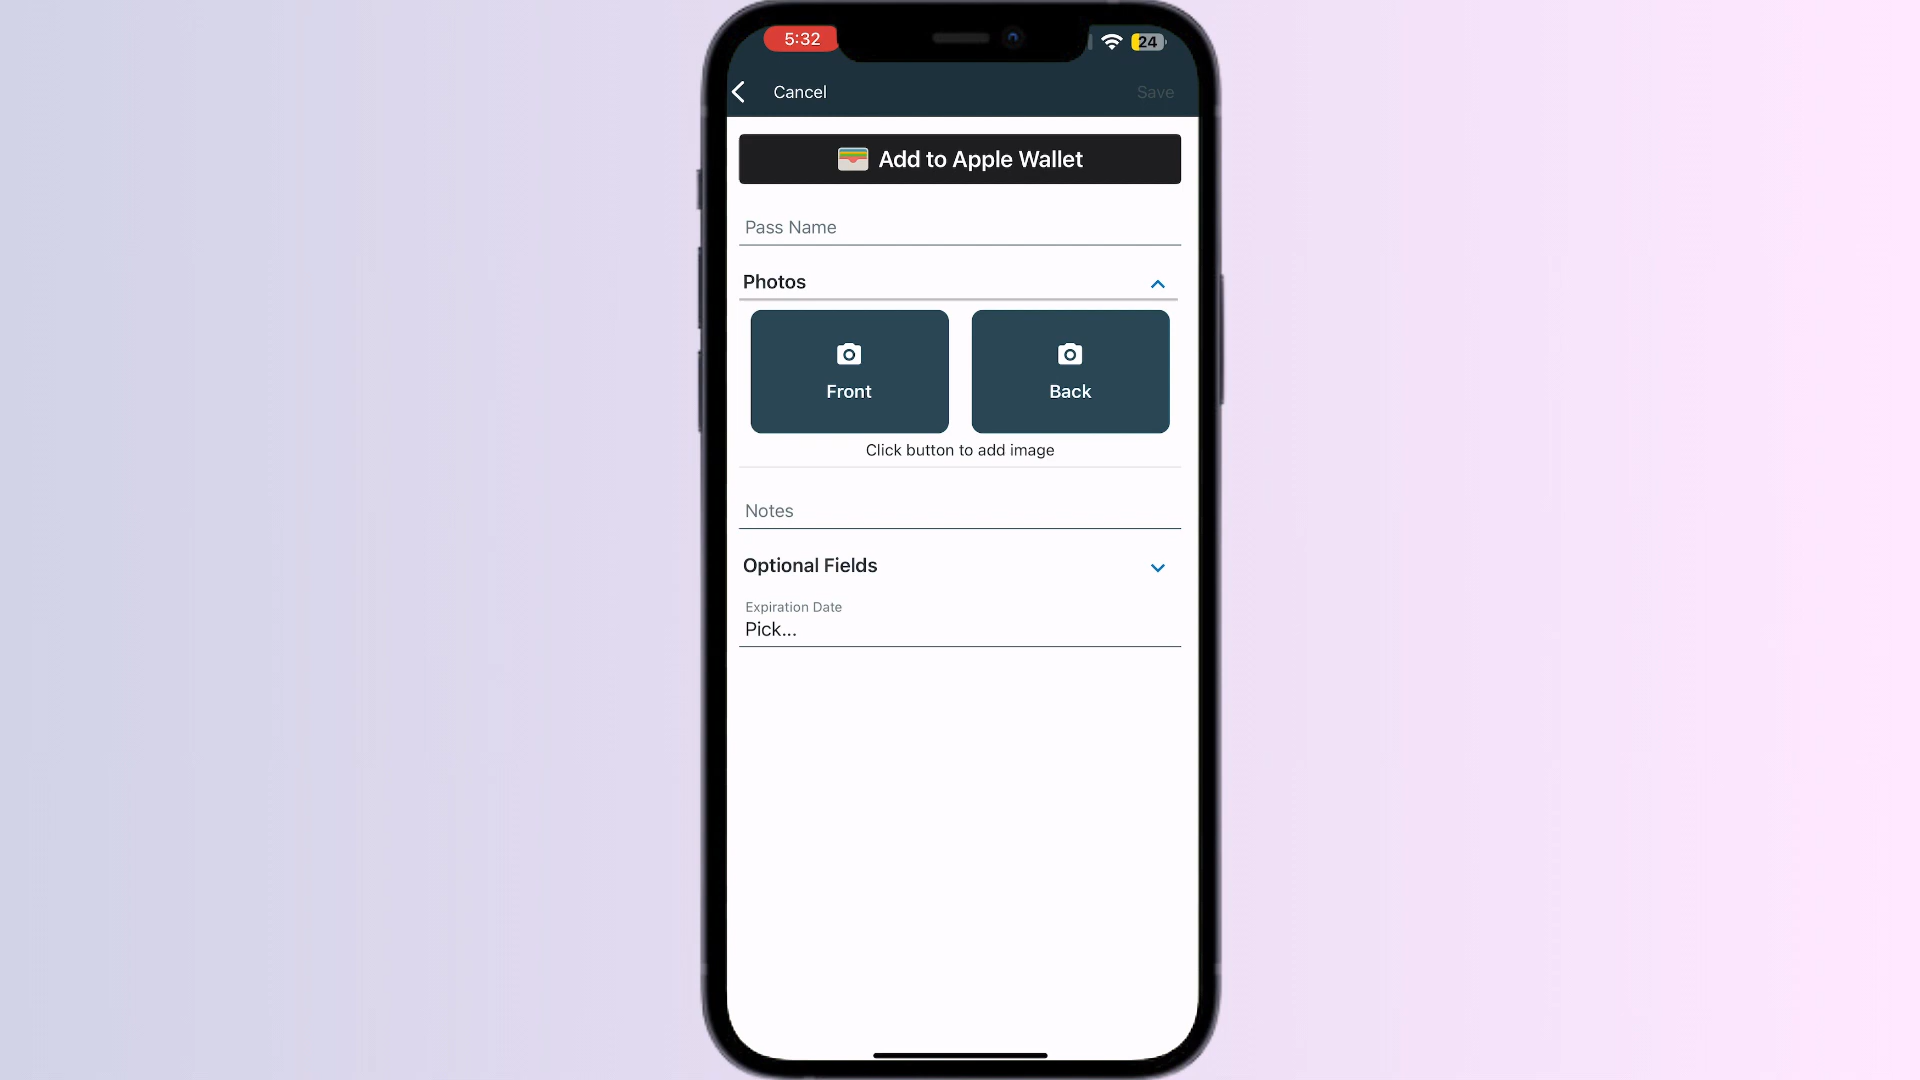 5:32
24
Cancel
Save
Add to Apple Wallet
Pass Name
Photos
Front
Back
Click button to add image
Notes
Optional Fields
Expiration Date
Pick...